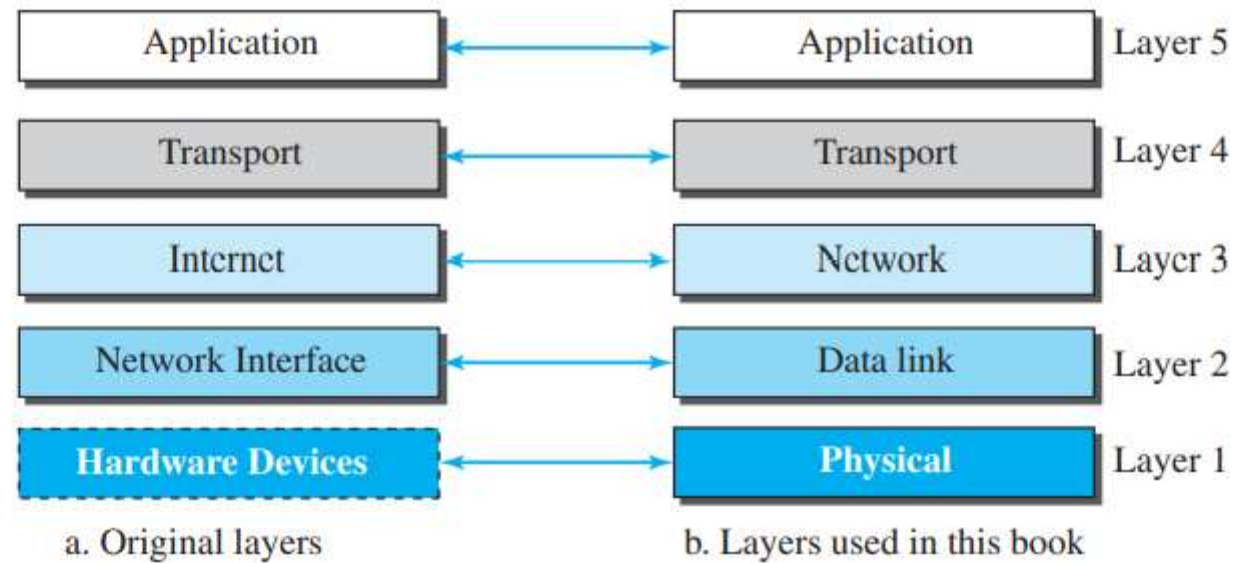 Application Application Layer 5
Transport Transport Layer 4
Internet Network Layer 3
Network Interface Data link Layer 2
Hardware Devices Physical Layer 1
a. Original layers b. Layers used in this book